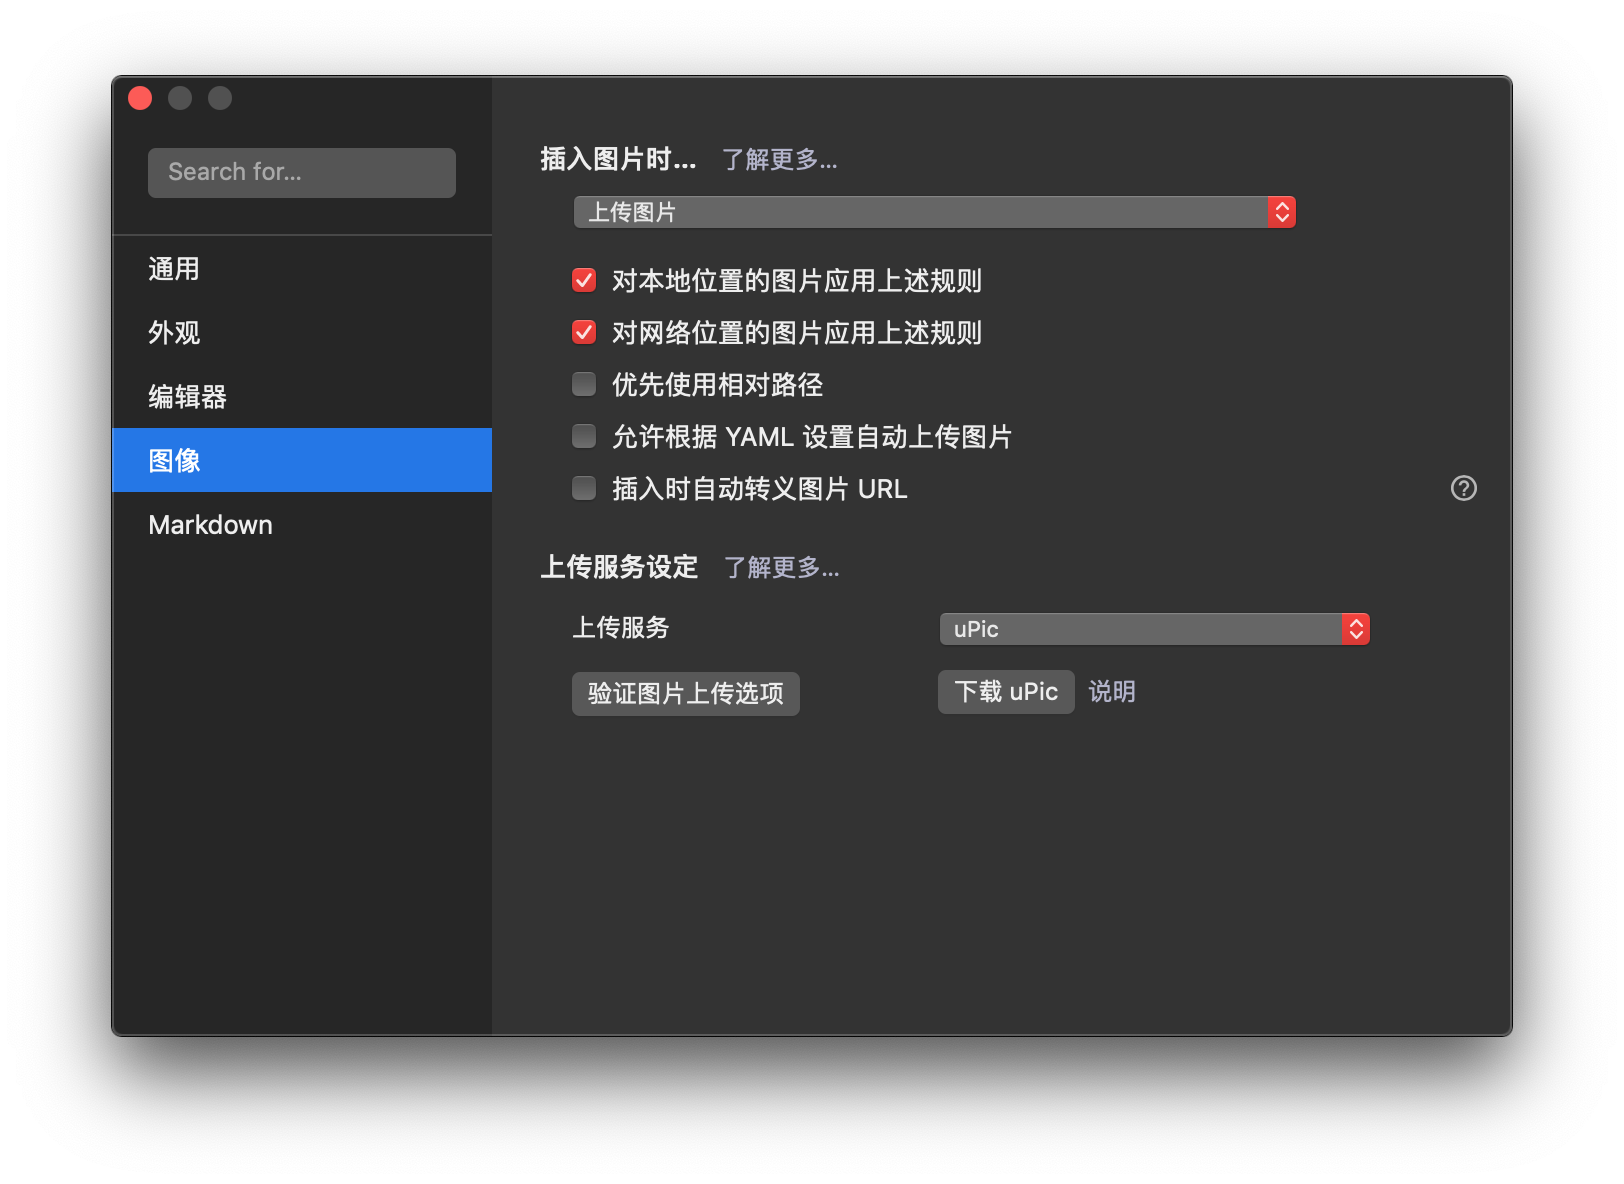 Search for...
通用
外观
编辑器
图像
Markdown
插入图片时... 了解更多...
上传图片
对本地位置的图片应用上述规则
对网络位置的图片应用上述规则
优先使用相对路径
允许根据 YAML 设置自动上传图片
插入时自动转义图片 URL
上传服务设定 了解更多...
上传服务 uPic
验证图片上传选项 下载 uPic 说明